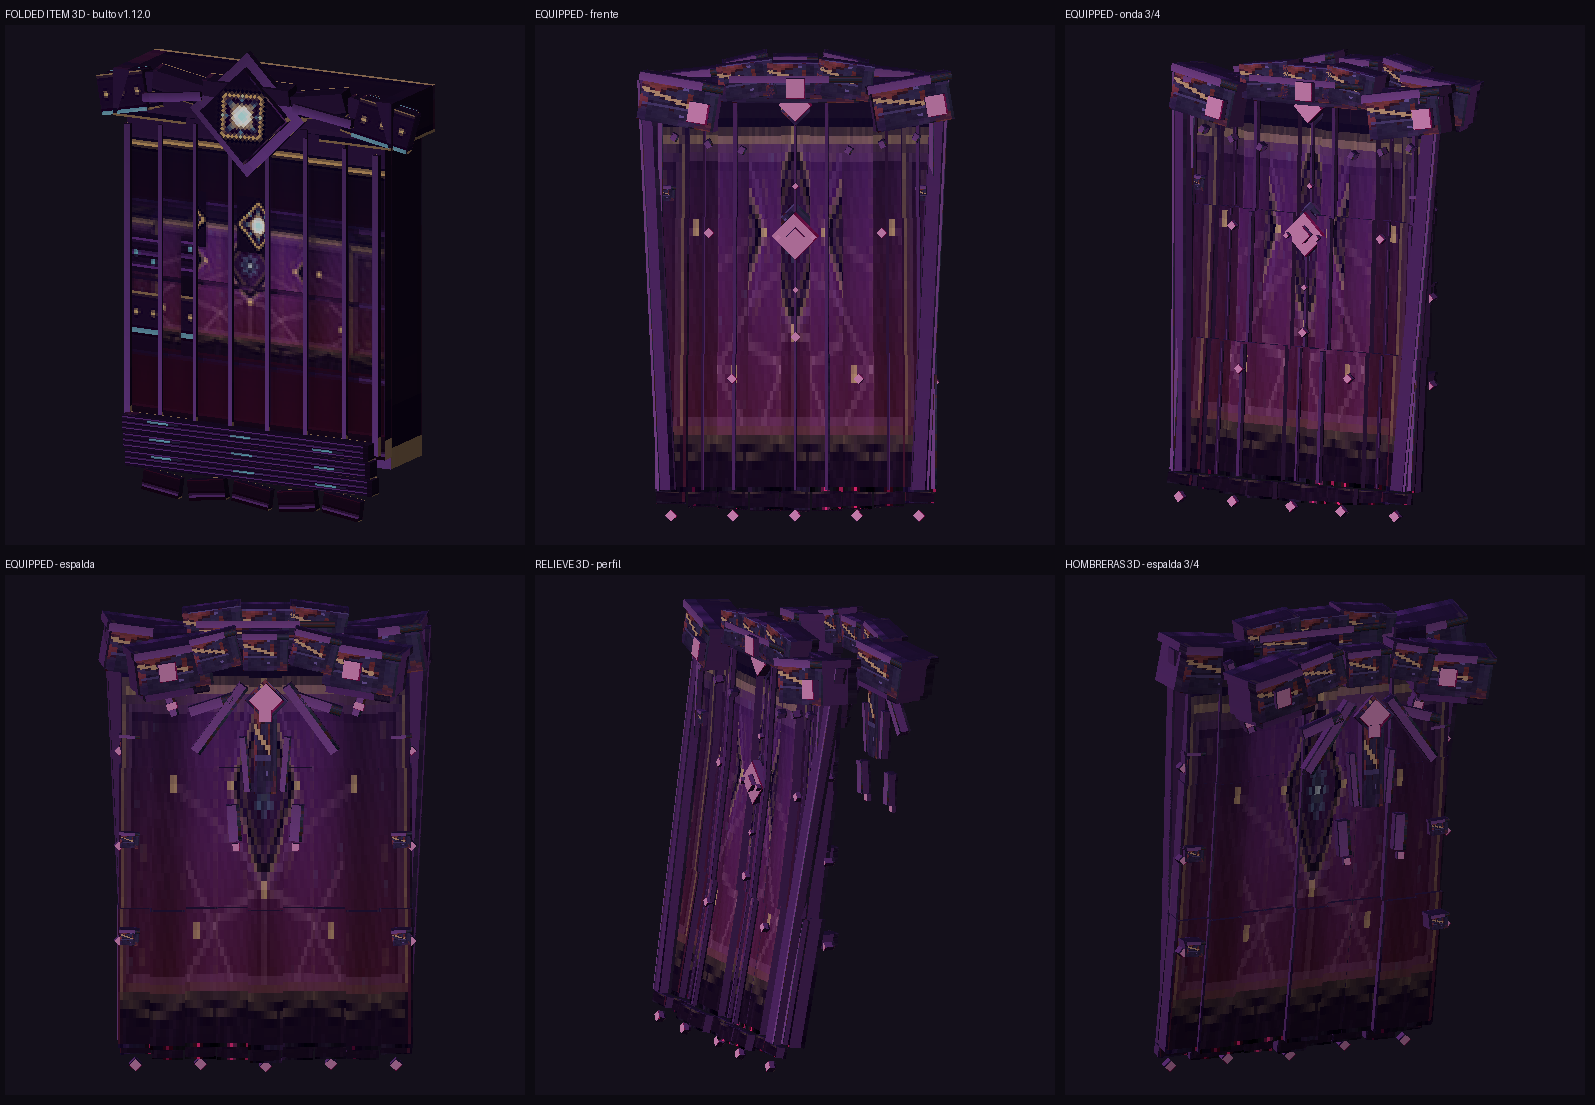 FOLDED ITEM 3D - bulto v1.12.0
EQUIPPED - frente
EQUIPPED - onda 3/4
EQUIPPED - espalda
RELIEVE 3D - perfil
HOMBRERAS 3D - espalda 3/4